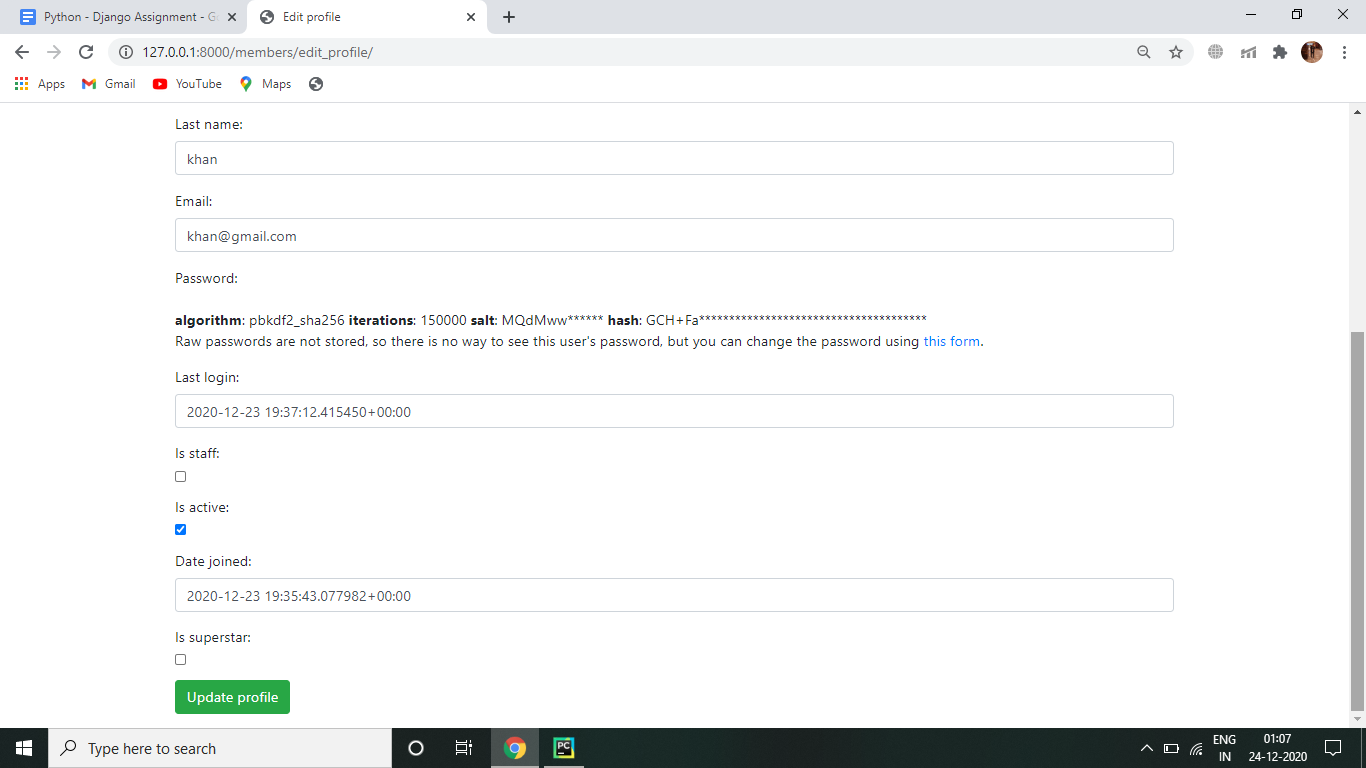 Python - Django Assignment - G
Edit profile
127.0.0.1:8000/members/edit_profile/
Apps
Gmail
YouTube
Maps
Last name:
khan
Email:
khan@gmail.com
Password:
algorithm: pbkdf2_sha256 iterations: 150000 salt: MQdMww****** hash: GCH+Fa**************************************
Raw passwords are not stored, so there is no way to see this user's password, but you can change the password using this form.
Last login:
2020-12-23 19:37:12.415450+00:00
Is staff:
Is active:
Date joined:
2020-12-23 19:35:43.077982+00:00
Is superstar:
Update profile
Type here to search
PC
ENG
IN
01:07
24-12-2020